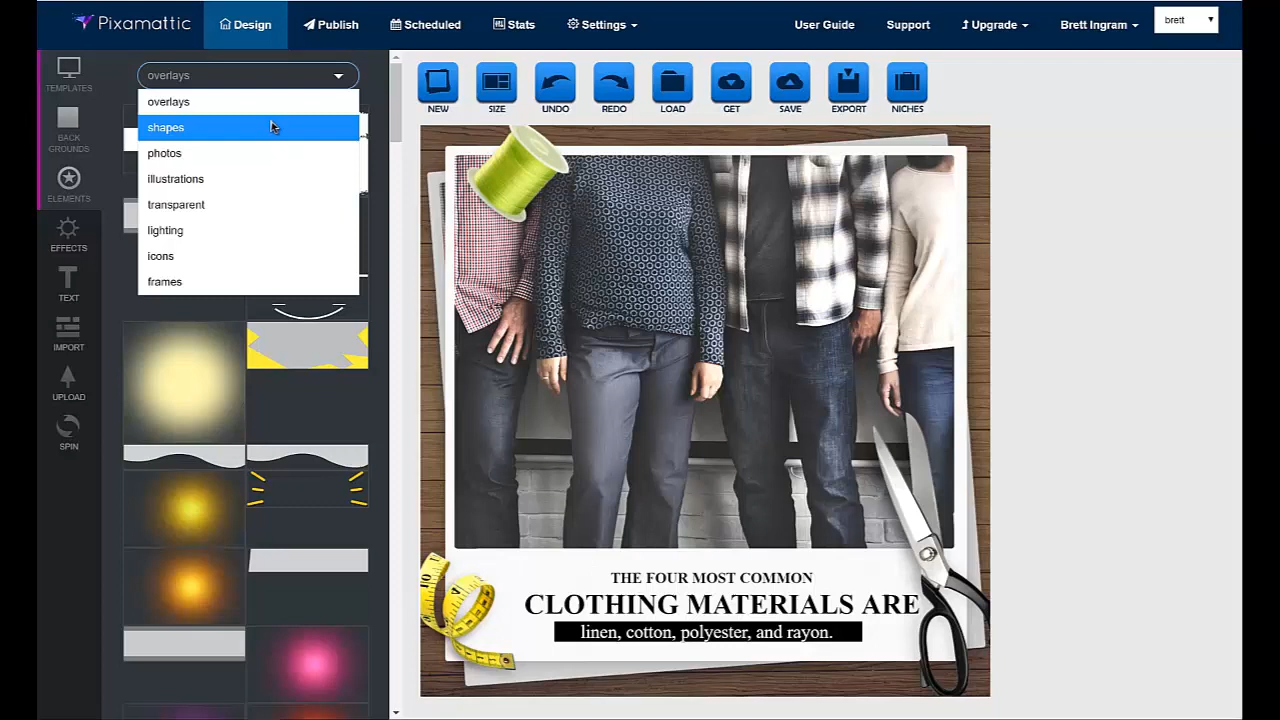 Pixamattic
Design
Publish
Scheduled
Stats
Settings
User Guide
Support
Upgrade
Brett Ingram
brett
TEMPLATES
BACK
GROUNDS
ELEMENTS
EFFECTS
TEXT
IMPORT
UPLOAD
SPIN
overlays
overlays
shapes
photos
illustrations
transparent
lighting
icons
frames
NEW
SIZE
UNDO
REDO
LOAD
GET
SAVE
EXPORT
NICHES
THE FOUR MOST COMMON
CLOTHING MATERIALS ARE
linen, cotton, polyester, and rayon.